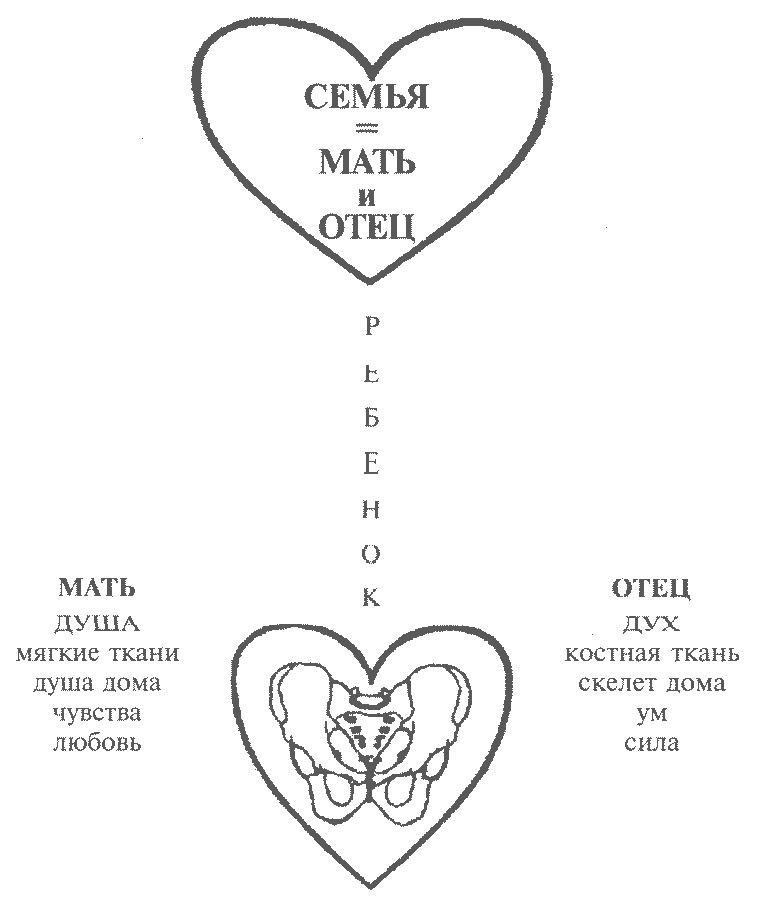 СЕМЬЯ
=
МАТЬ
и
ОТЕЦ
Р
Е
Б
Е
Н
О
К
МАТЬ
ДУША
мягкие ткани
душа дома
чувства
любовь
ОТЕЦ
ДУХ
костная ткань
скелет дома
ум
сила